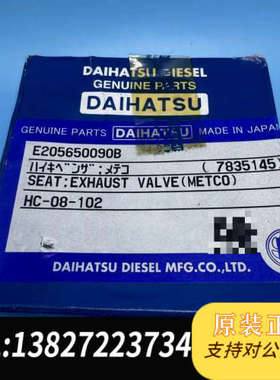 DAIHATSU DIESEL
GENUINE PARTS
DAIHATSU
GENUINE PARTS DAIHATSU MADE IN JAPAN
E205650090B
ハイキベンザ:メテコ (7835145)
SEAT:EXHAUST VALVE(METCO)
HC-08-102
DAIHATSU DIESEL MFG.CO.,LTD.
:13827223734
原装正
支持对公